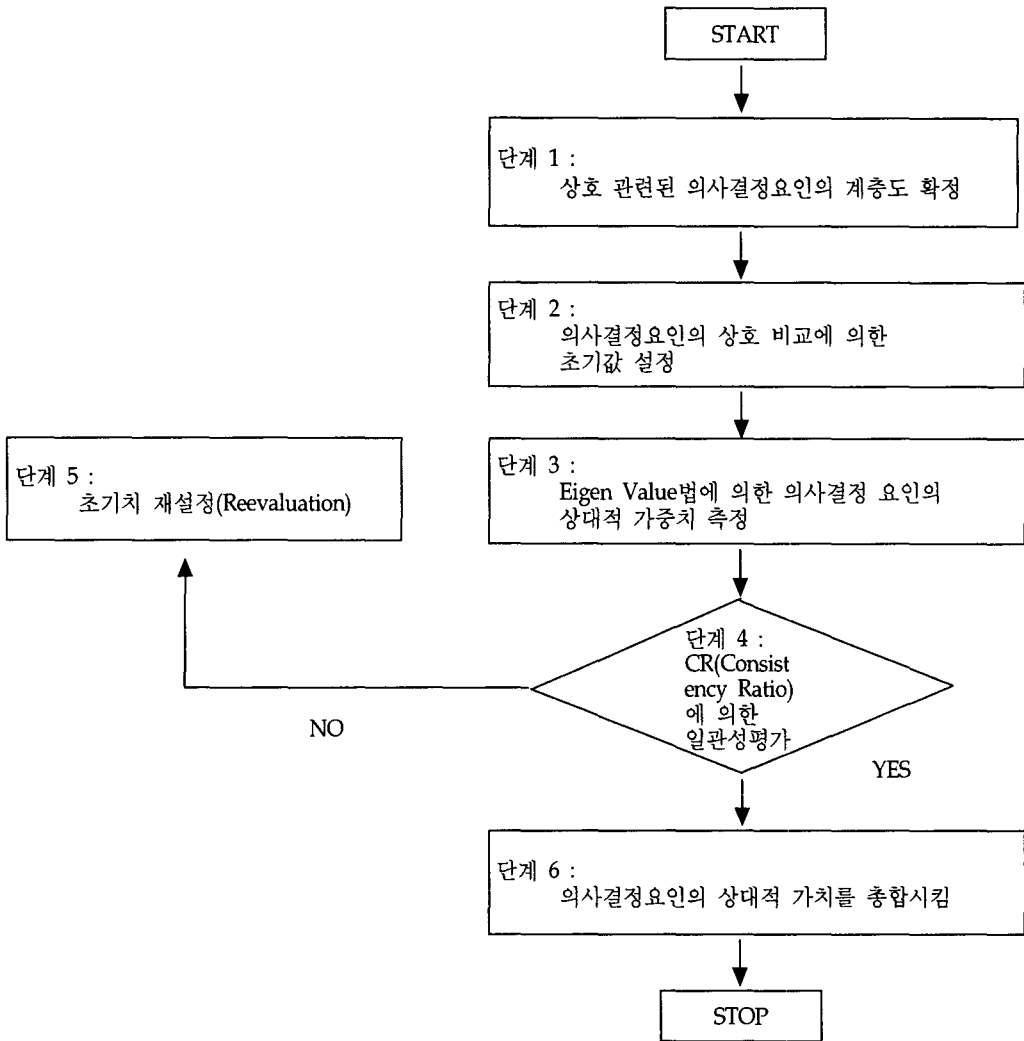 START
단계 1 :
상호 관련된 의사결정요인의 계층도 확정
단계 2 :
의사결정요인의 상호 비교에 의한
초기값 설정
단계 3 :
Eigen Value법에 의한 의사결정 요인의
상대적 가중치 측정
단계 5 :
초기치 재설정(Reevaluation)
단계 4 :
CR(Consist
ency Ratio)
에 의한
일관성평가
NO
YES
단계 6 :
의사결정요인의 상대적 가치를 총합시킴
STOP